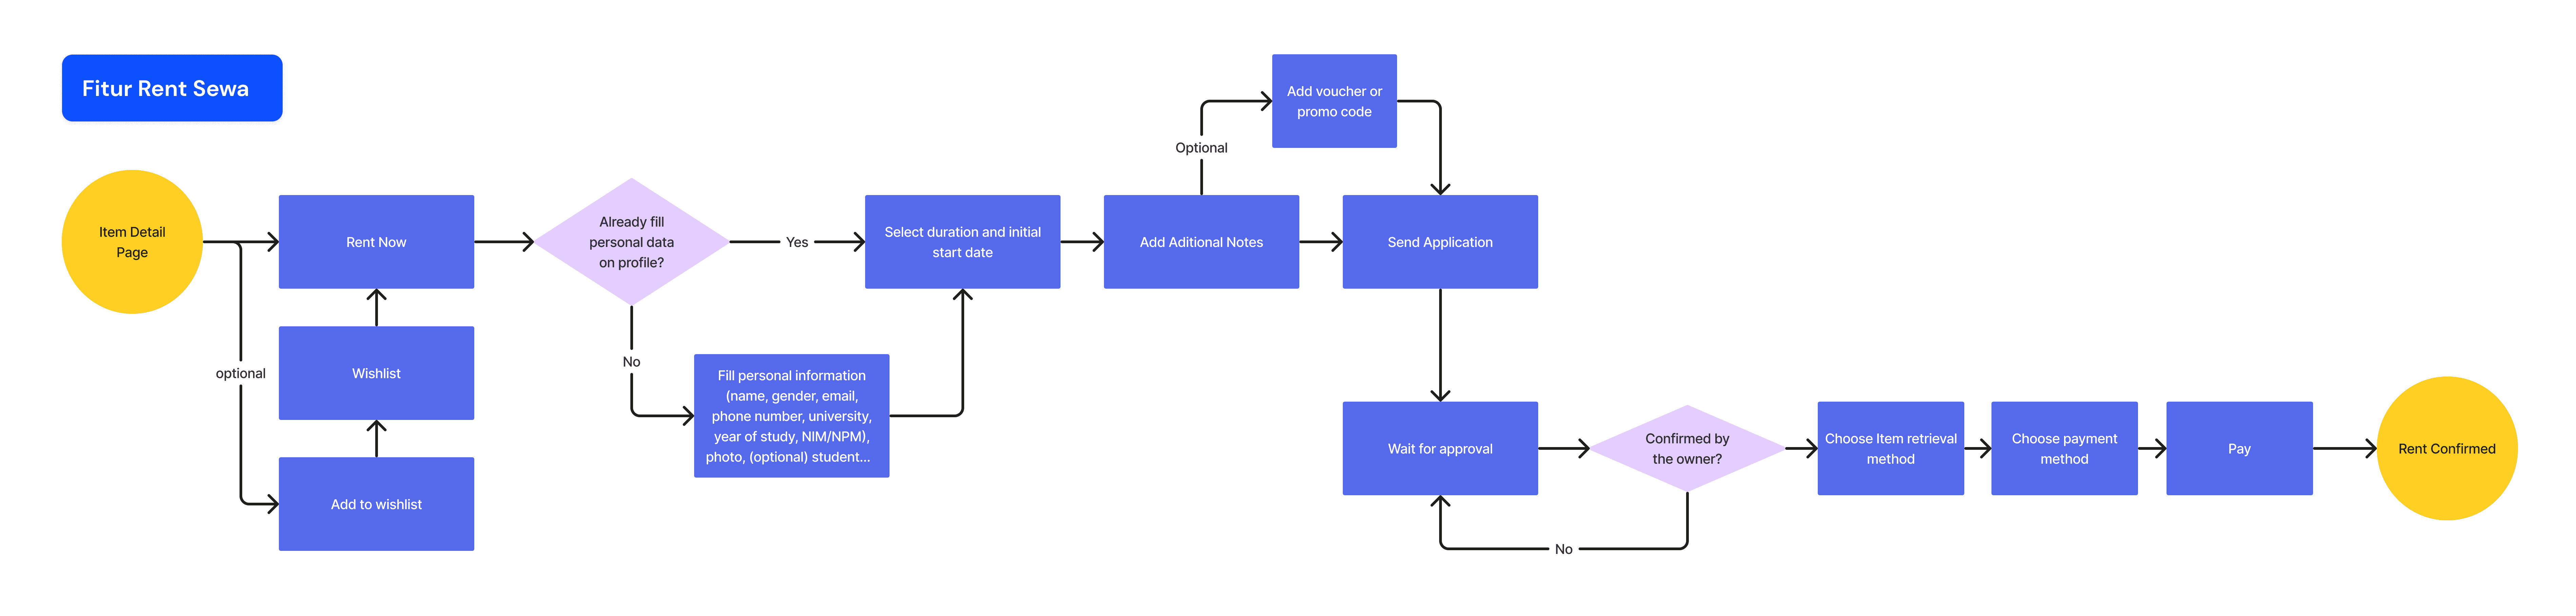 Fitur Rent Sewa
Item Detail
Page
optional
Rent Now
Wishlist
Add to wishlist
Already fill
personal data
on profile?
Yes
No
Fill personal information
(name, gender, email,
phone number, university,
year of study, NIM/NPM),
photo, (optional) student...
Select duration and initial
start date
Add Aditional Notes
Optional
Add voucher or
promo code
Send Application
Wait for approval
Confirmed by
the owner?
No
Choose Item retrieval
method
Choose payment
method
Pay
Rent Confirmed